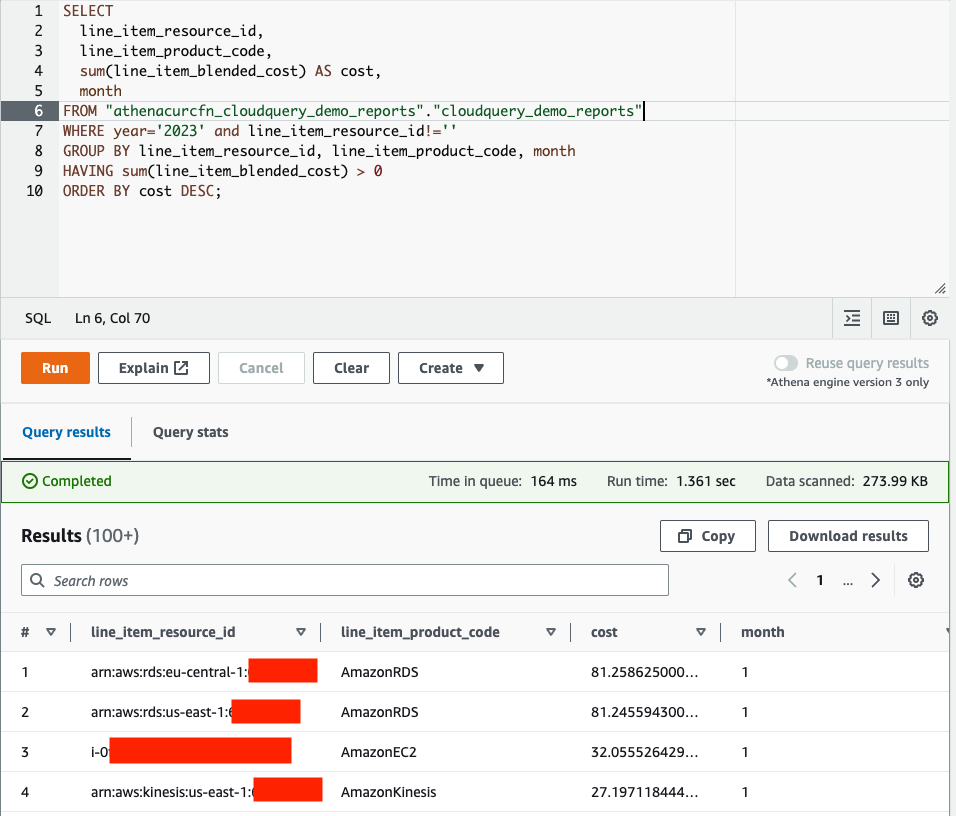 1 SELECT
2 line_item_resource_id,
3 line_item_product_code,
4 sum(line_item_blended_cost) AS cost,
5 month
6 FROM "athenacurcfn_cloudquery_demo_reports"."cloudquery_demo_reports"
7 WHERE year='2023' and line_item_resource_id!=''
8 GROUP BY line_item_resource_id, line_item_product_code, month
9 HAVING sum(line_item_blended_cost) > 0
10 ORDER BY cost DESC;
SQL Ln 6, Col 70
Run Explain Cancel Clear Create Reuse query results
*Athena engine version 3 only
Query results Query stats
Completed Time in queue: 164 ms Run time: 1.361 sec Data scanned: 273.99 KB
Results (100+) Copy Download results
Search rows 1 ...
# line_item_resource_id line_item_product_code cost month
1 arn:aws:rds:eu-central-1: AmazonRDS 81.258625000... 1
2 arn:aws:rds:us-east-1: AmazonRDS 81.245594300... 1
3 i-0 AmazonEC2 32.055526429... 1
4 arn:aws:kinesis:us-east-1: AmazonKinesis 27.197118444... 1